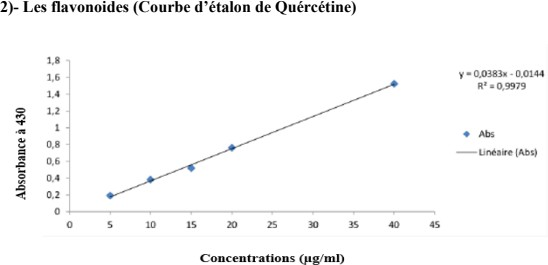 2)- Les flavonoides (Courbe d'étalon de Quércétine)
1,8
1,6
1,4
1,2
1
0,8
0,6
0,4
0,2
0
0 5 10 15 20 25 30 35 40 45
Absorbance à 430
Concentrations (µg/ml)
y = 0,0383x - 0,0144
R² = 0,9979
Abs
Linéaire (Abs)